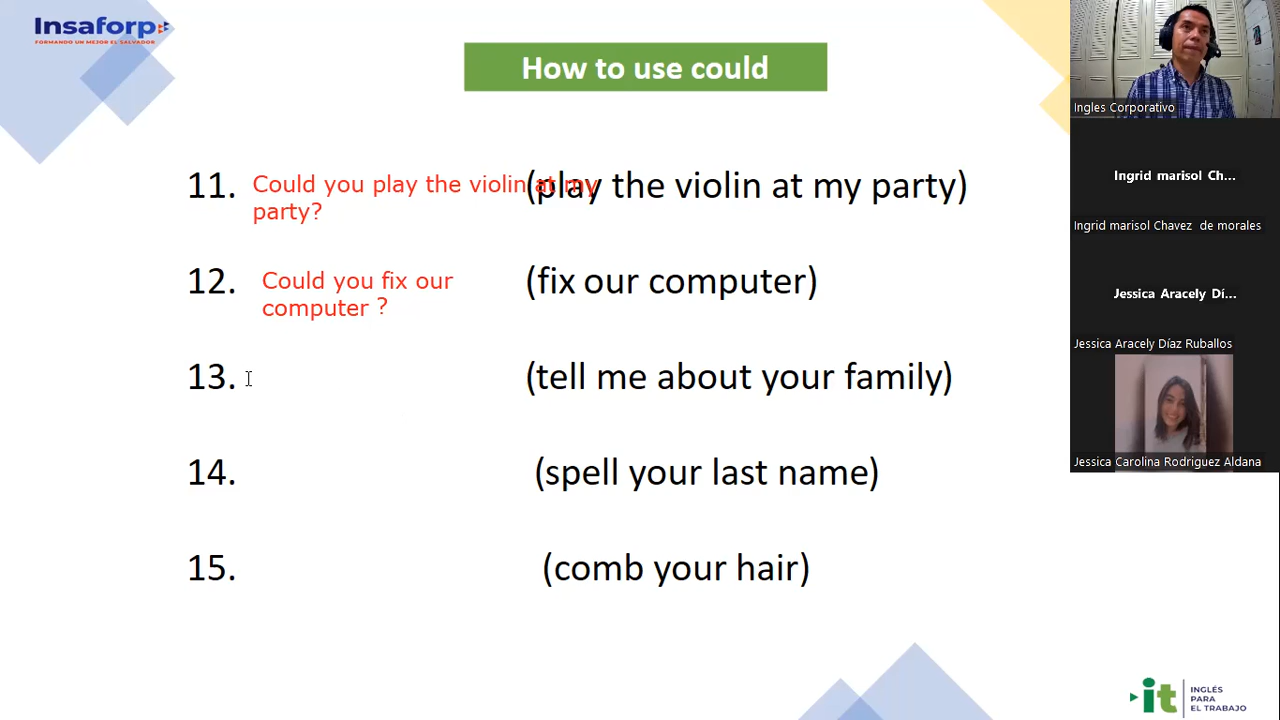 Insaforp
FORMANDO UN MEJOR EL SALVADOR
How to use could
11. Could you play the violin at my party? (play the violin at my party)
12. Could you fix our computer ? (fix our computer)
13. (tell me about your family)
14. (spell your last name)
15. (comb your hair)
Ingles Corporativo
Ingrid marisol Ch...
Ingrid marisol Chavez de morales
Jessica Aracely Dí...
Jessica Aracely Díaz Ruballos
Jessica Carolina Rodriguez Aldana
it
INGLÉS
PARA
EL TRABAJO